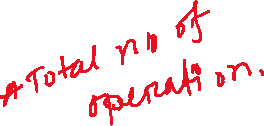 * Total no of
operation.